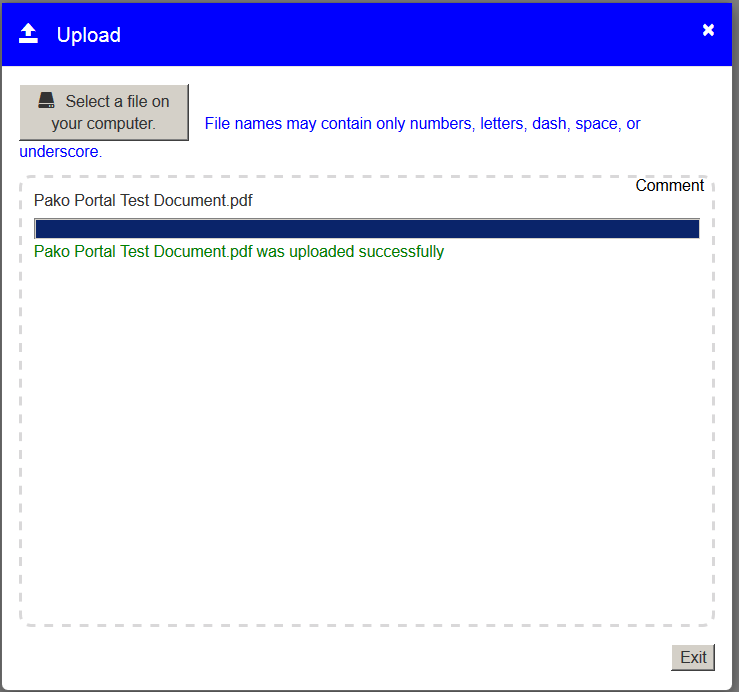 Upload
Select a file on
your computer.
File names may contain only numbers, letters, dash, space, or
underscore.
Comment
Pako Portal Test Document.pdf
Pako Portal Test Document.pdf was uploaded successfully
Exit